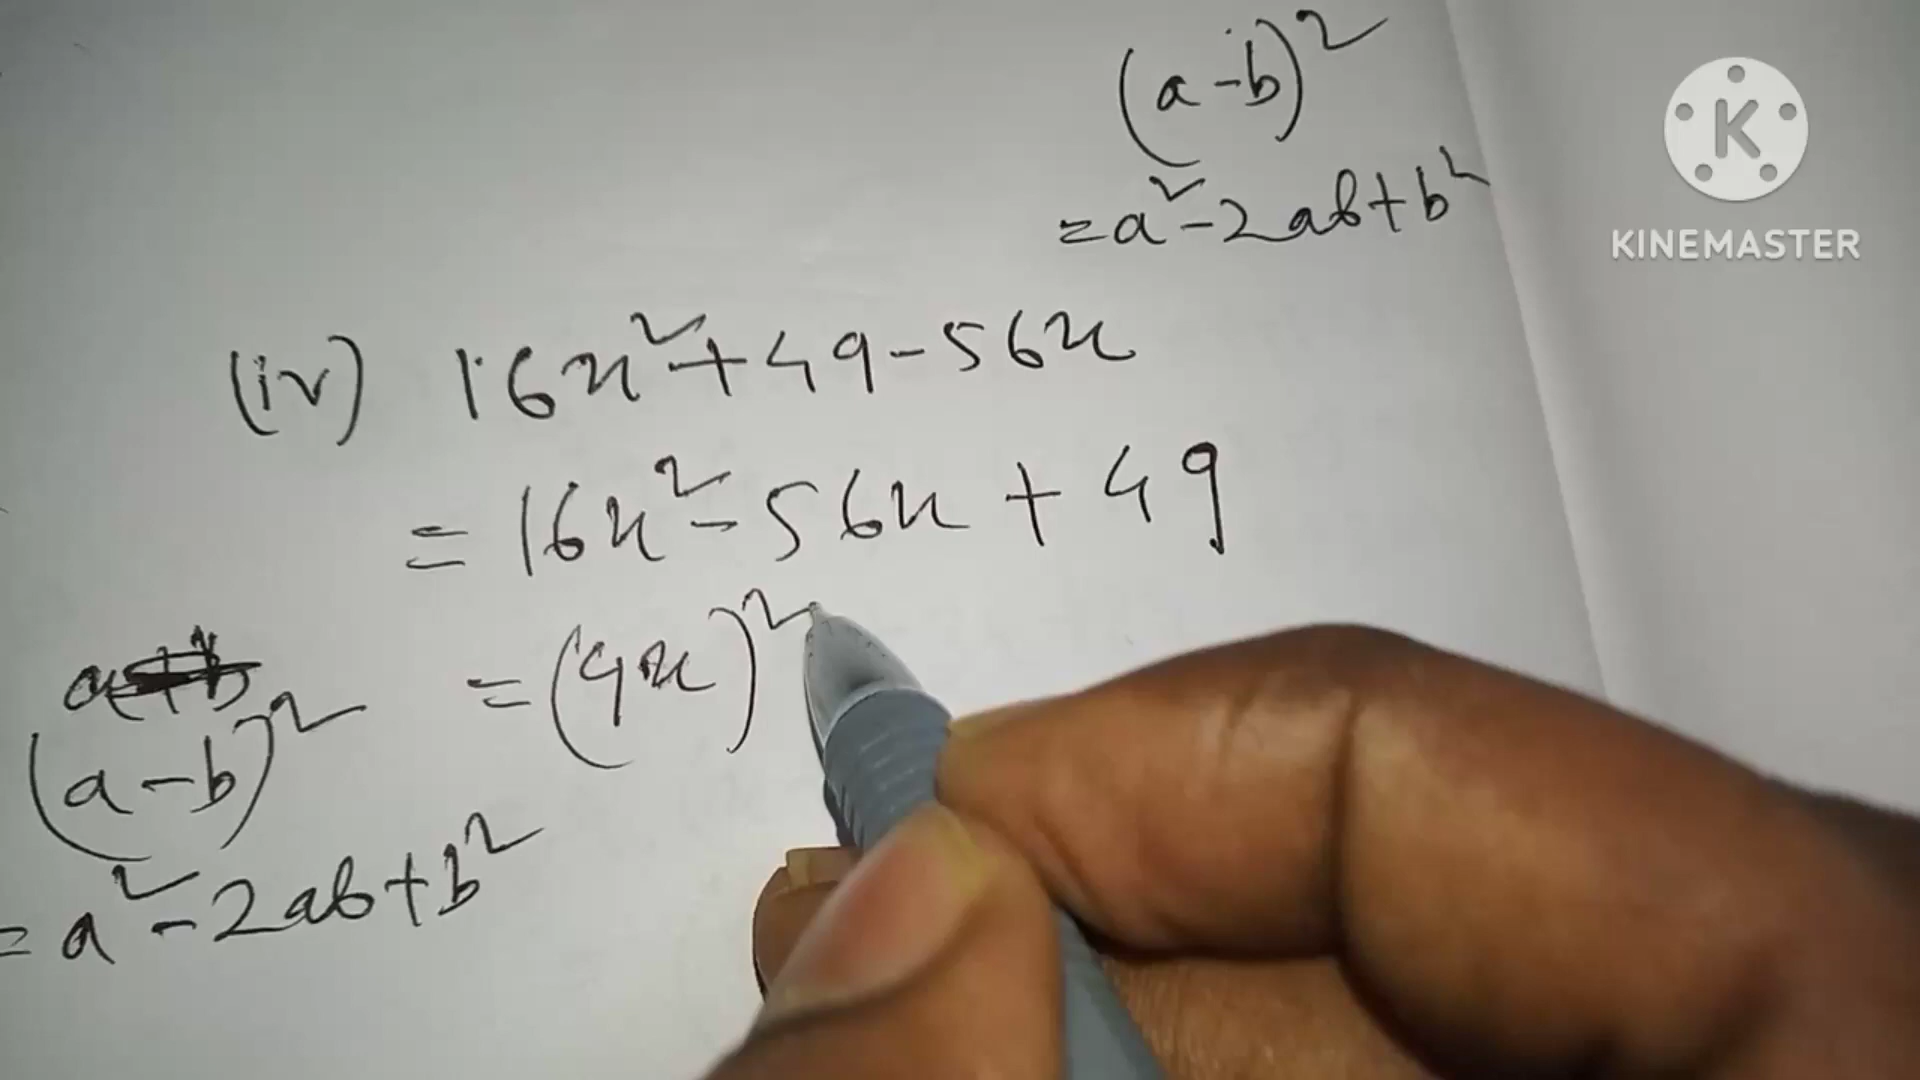 (a-b)²
=a²-2ab+b²
K
KINEMASTER
(iv) 16x²+49-56x
= 16x²-56x+49
= (4x)²
(a-b)²
= a²-2ab+b²